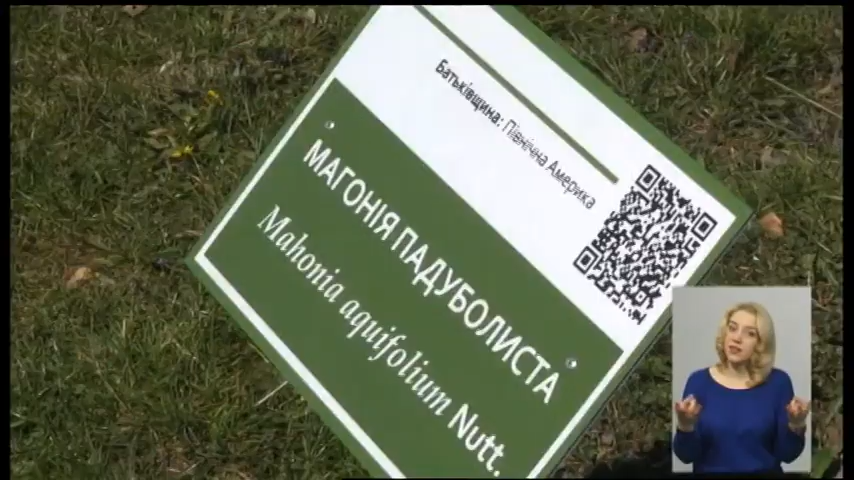 МАГОНІЯ ПАДУБОЛИСТА
Mahonia aquifolium Nutt.
Батьківщина: Північна Америка